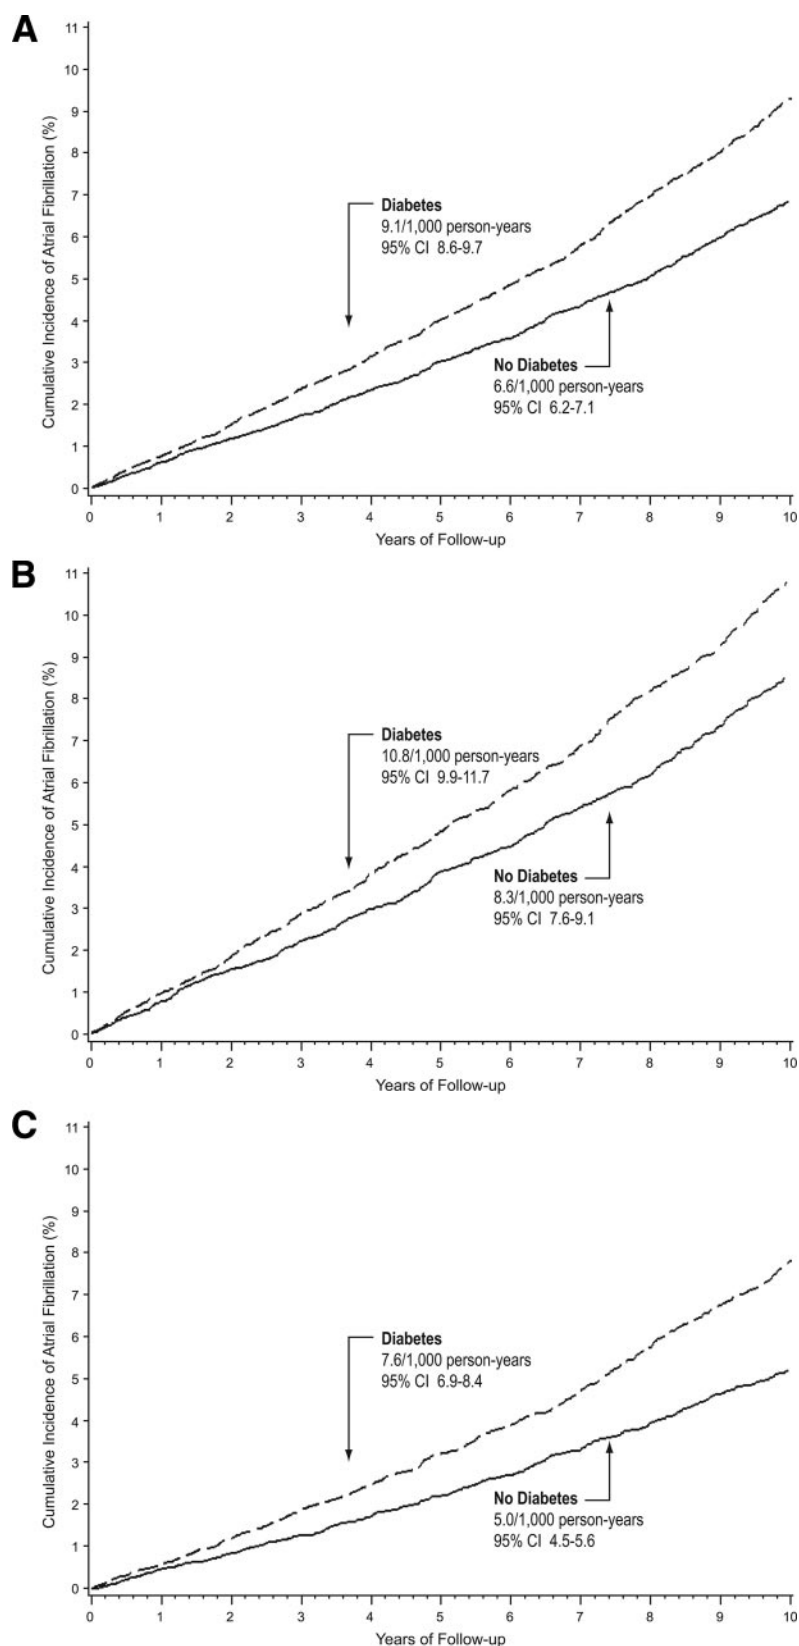 A
Cumulative Incidence of Atrial Fibrillation (%)
11
10
9
8
7
6
5
4
3
2
1
0
Diabetes
9.1/1,000 person-years
95% CI 8.6-9.7
No Diabetes
6.6/1,000 person-years
95% CI 6.2-7.1
0 1 2 3 4 5 6 7 8 9 10
Years of Follow-up
B
Cumulative Incidence of Atrial Fibrillation (%)
11
10
9
8
7
6
5
4
3
2
1
0
Diabetes
10.8/1,000 person-years
95% CI 9.9-11.7
No Diabetes
8.3/1,000 person-years
95% CI 7.6-9.1
0 1 2 3 4 5 6 7 8 9 10
Years of Follow-up
C
Cumulative Incidence of Atrial Fibrillation (%)
11
10
9
8
7
6
5
4
3
2
1
0
Diabetes
7.6/1,000 person-years
95% CI 6.9-8.4
No Diabetes
5.0/1,000 person-years
95% CI 4.5-5.6
0 1 2 3 4 5 6 7 8 9 10
Years of Follow-up